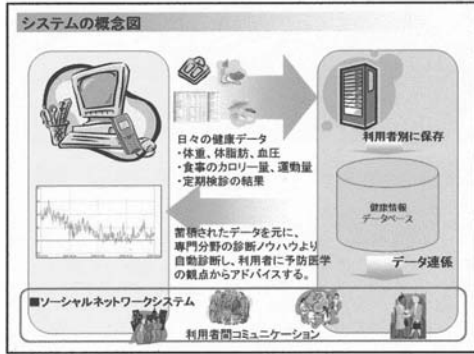 システムの概念図
日々の健康データ
・体重、体脂肪、血圧
・食事のカロリー量、運動量
・定期検診の結果
利用者別に保存
健康情報
データベース
蓄積されたデータを元に、
専門分野の診断ノウハウより
自動診断し、利用者に予防医学
の観点からアドバイスする。
データ連係
■ソーシャルネットワークシステム
利用者間コミュニケーション